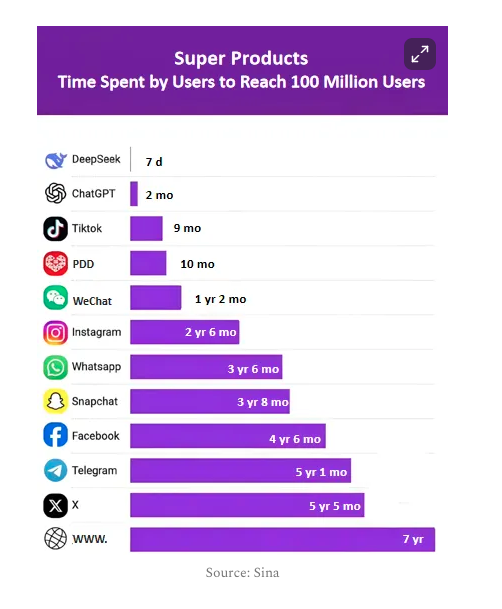 Super Products
Time Spent by Users to Reach 100 Million Users
DeepSeek 7 d
ChatGPT 2 mo
Tiktok 9 mo
PDD 10 mo
WeChat 1 yr 2 mo
Instagram 2 yr 6 mo
Whatsapp 3 yr 6 mo
Snapchat 3 yr 8 mo
Facebook 4 yr 6 mo
Telegram 5 yr 1 mo
X 5 yr 5 mo
WWW. 7 yr
Source: Sina